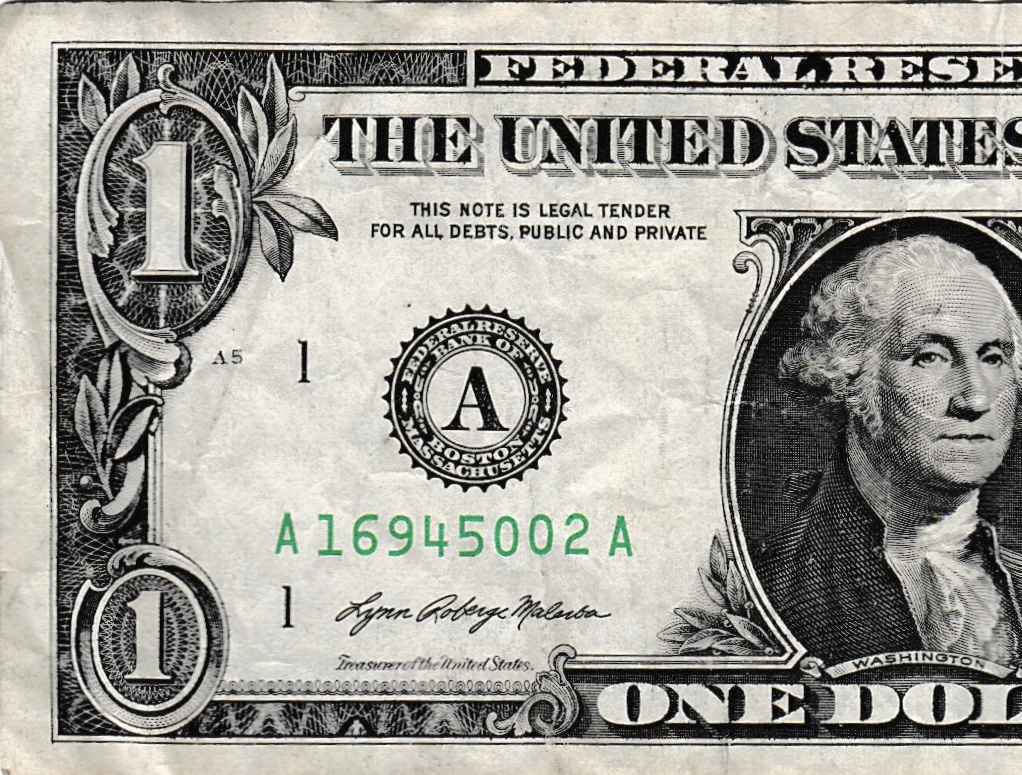 FEDERAL RESE
THE UNITED STATES
THIS NOTE IS LEGAL TENDER
FOR ALL DEBTS, PUBLIC AND PRIVATE
1
A5
1
FEDERAL RESERVE
BANK OF
A
BOSTON
MASSACHUSETTS
A 16945002 A
1
1
Lynn Roberge Malerba
Treasurer of the United States.
WASHINGTON
ONE DOL